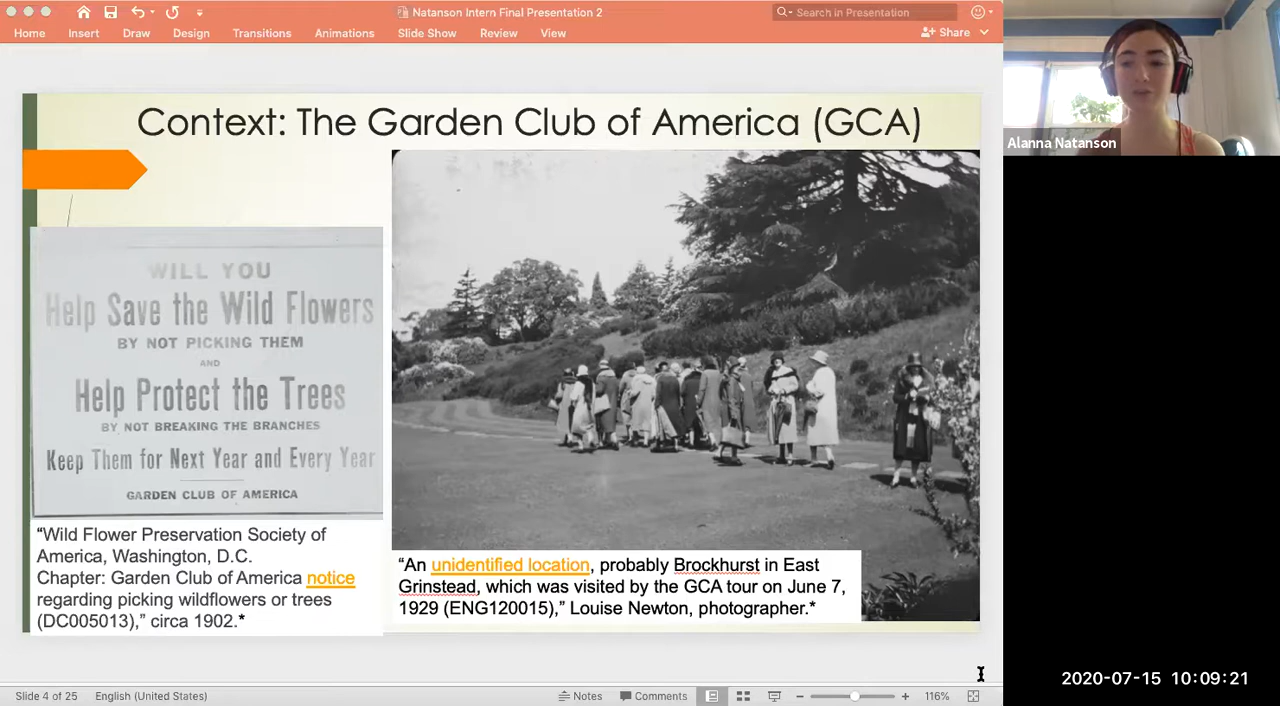 Natanson Intern Final Presentation 2
Search in Presentation
Home Insert Draw Design Transitions Animations Slide Show Review View
Share
Context: The Garden Club of America (GCA)
WILL YOU
Help Save the Wild Flowers
BY NOT PICKING THEM
AND
Help Protect the Trees
BY NOT BREAKING THE BRANCHES
Keep Them for Next Year and Every Year
GARDEN CLUB OF AMERICA
“Wild Flower Preservation Society of
America, Washington, D.C.
Chapter: Garden Club of America notice
regarding picking wildflowers or trees
(DC005013),” circa 1902.*
“An unidentified location, probably Brockhurst in East
Grinstead, which was visited by the GCA tour on June 7,
1929 (ENG120015),” Louise Newton, photographer.*
Alanna Natanson
2020-07-15 10:09:21
Slide 4 of 25 English (United States)
Notes Comments 116%